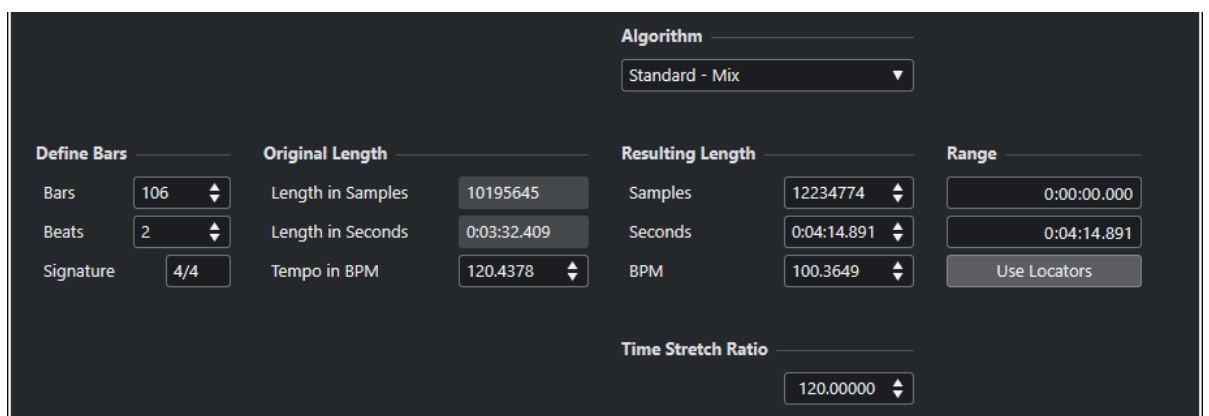 Algorithm
Standard - Mix
Define Bars Original Length Resulting Length Range
Bars 106 Length in Samples 10195645 Samples 12234774 0:00:00.000
Beats 2 Length in Seconds 0:03:32.409 Seconds 0:04:14.891 0:04:14.891
Signature 4/4 Tempo in BPM 120.4378 BPM 100.3649 Use Locators
Time Stretch Ratio
120.00000